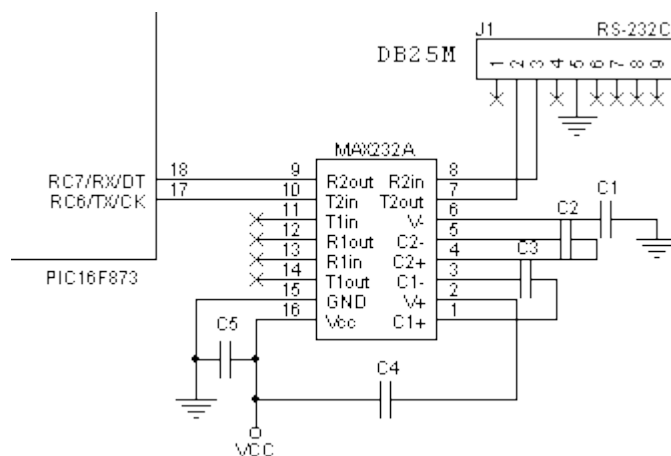 J1 RS-232C
DB25M
1 2 3 4 5 6 7 8 9
MAX232A
18 9 R2out R2in 8
RC7/RX/DT
17 10 T2in T2out 7
RC6/TX/CK
11 T1in V- 6
C1
12 R1out C2- 5
C2
13 R1in C2+ 4
C3
14 T1out C1- 3
PIC16F873
15 GND V+ 2
16 Vcc C1+ 1
C5
C4
VCC